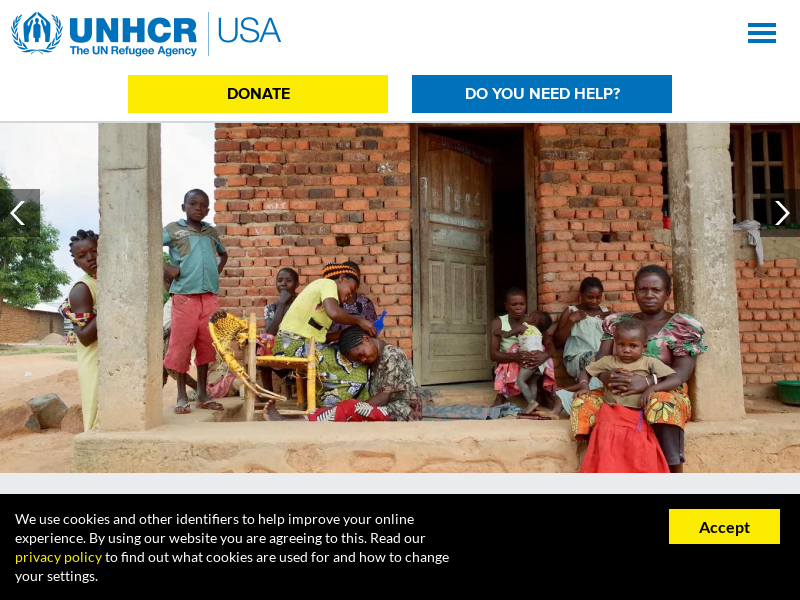 UNHCR USA
The UN Refugee Agency
DONATE
DO YOU NEED HELP?
We use cookies and other identifiers to help improve your online
experience. By using our website you are agreeing to this. Read our
privacy policy to find out what cookies are used for and how to change
your settings.
Accept